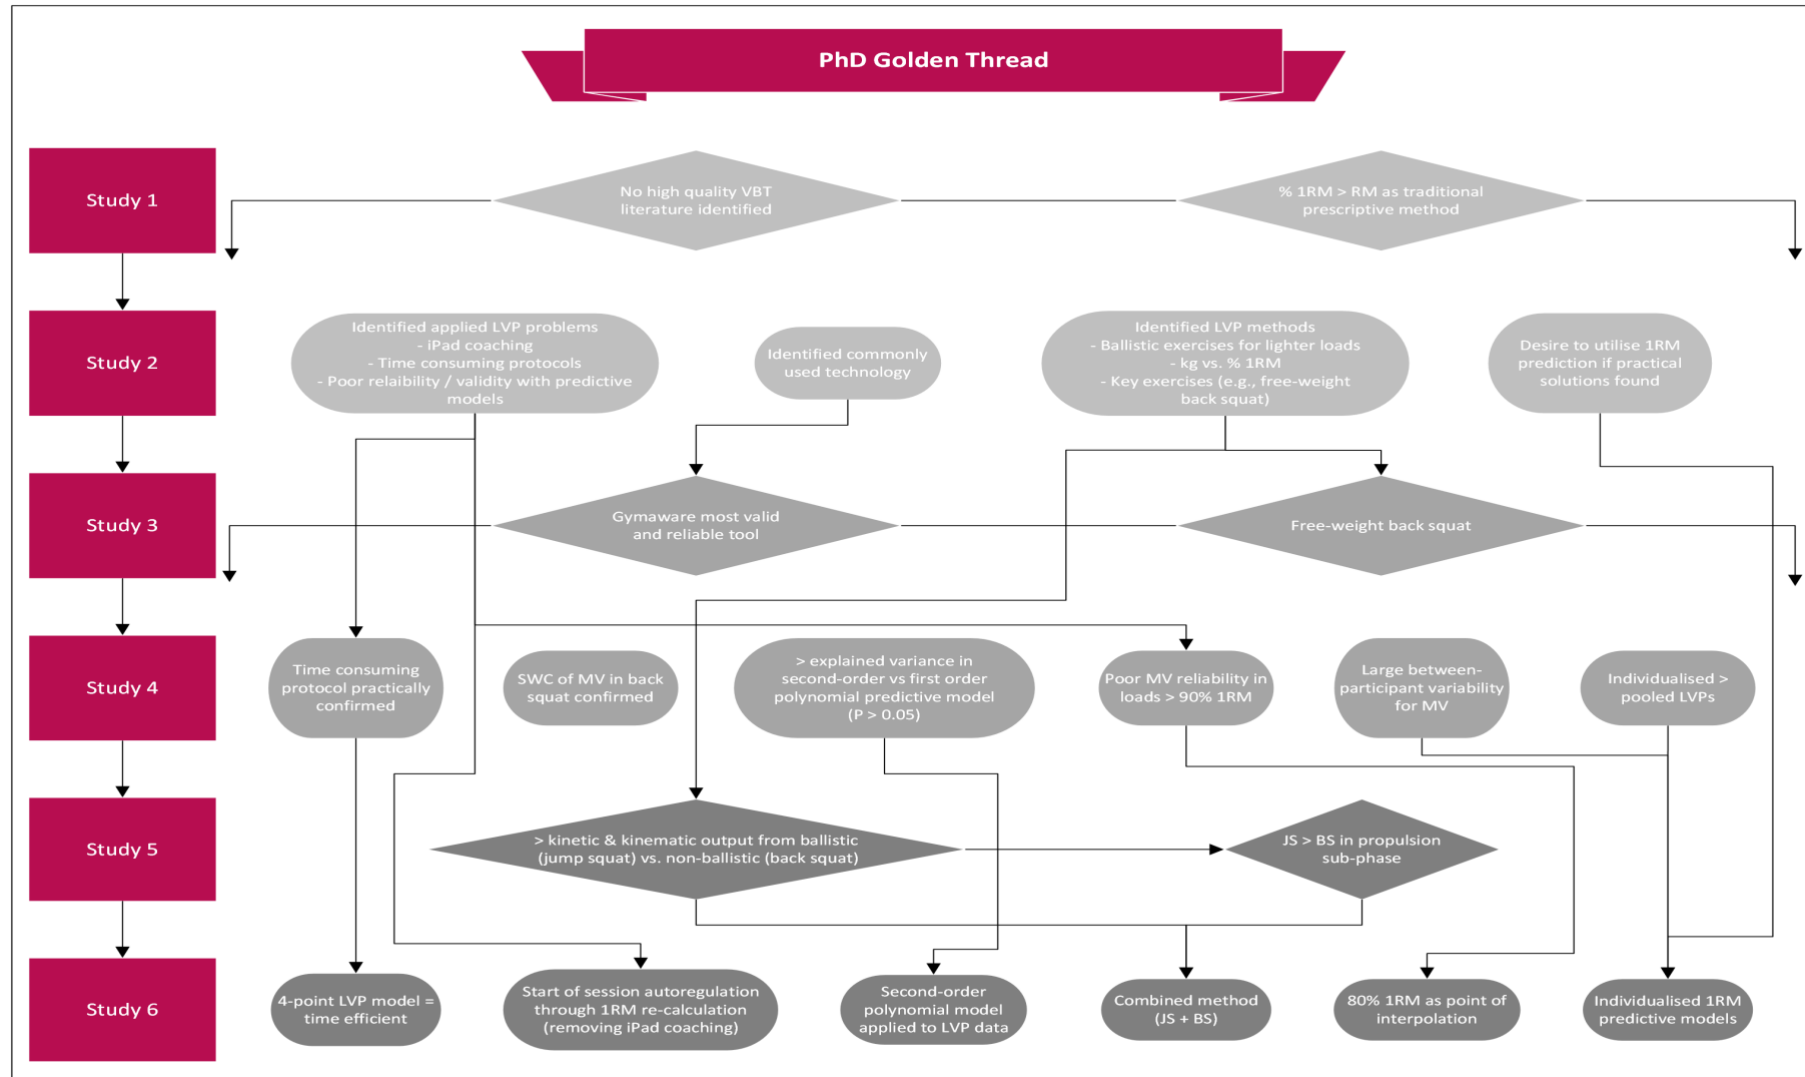 PhD Golden Thread
Study 1
No high quality VBT
literature identified
% 1RM > RM as traditional
prescriptive method
Study 2
Identified applied LVP problems
- iPad coaching
- Time consuming protocols
- Poor relaibility / validity with predictive
models
Identified commonly
used technology
Identified LVP methods
- Ballistic exercises for lighter loads
- kg vs. % 1RM
- Key exercises (e.g., free-weight
back squat)
Desire to utilise 1RM
prediction if practical
solutions found
Study 3
Gymaware most valid
and reliable tool
Free-weight back squat
Study 4
Time consuming
protocol practically
confirmed
SWC of MV in back
squat confirmed
> explained variance in
second-order vs first order
polynomial predictive model
(P > 0.05)
Poor MV reliability in
loads > 90% 1RM
Large between-
participant variability
for MV
Individualised >
pooled LVPs
Study 5
> kinetic & kinematic output from ballistic
(jump squat) vs. non-ballistic (back squat)
JS > BS in propulsion
sub-phase
Study 6
4-point LVP model =
time efficient
Start of session autoregulation
through 1RM re-calculation
(removing iPad coaching)
Second-order
polynomial model
applied to LVP data
Combined method
(JS + BS)
80% 1RM as point of
interpolation
Individualised 1RM
predictive models